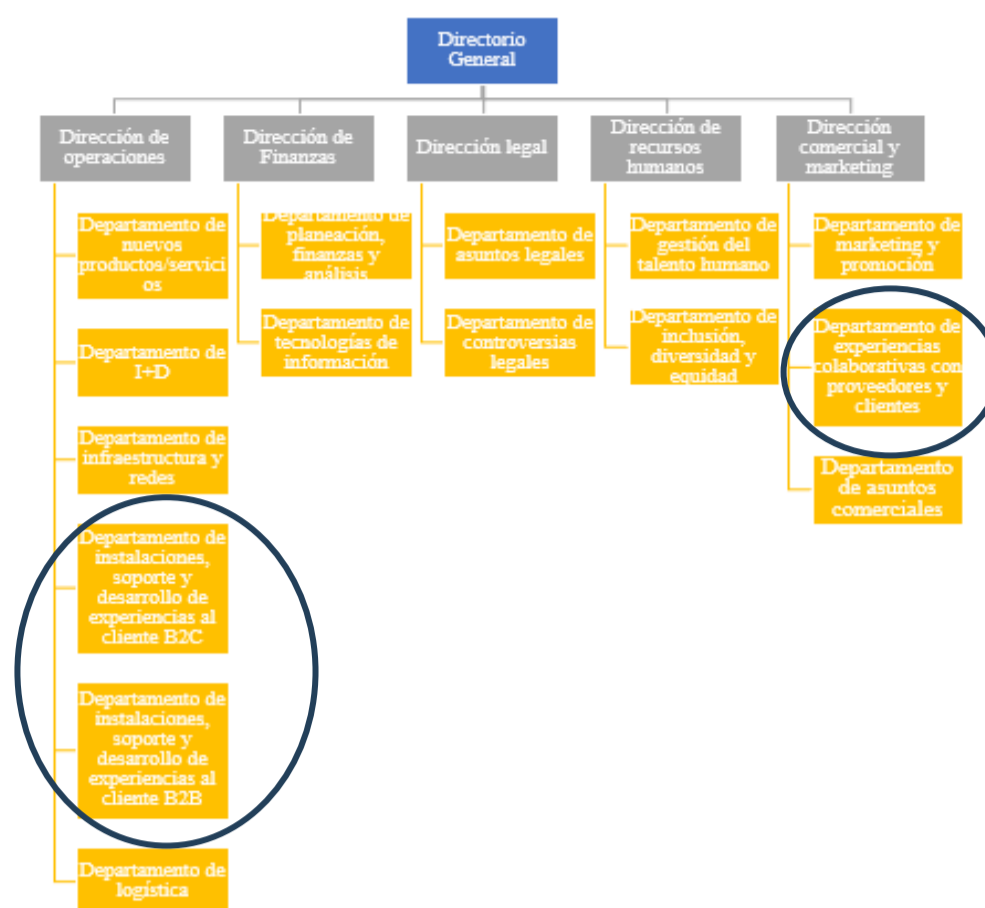 Directorio
General
Dirección de
operaciones
Dirección de
Finanzas
Dirección legal
Dirección de
recursos
humanos
Dirección
comercial y
marketing
Departamento de
nuevos
productos/servici
os
Departamento de
I+D
Departamento de
infraestructura y
redes
Departamento de
instalaciones,
soporte y
desarrollo de
experiencias al
cliente B2C
Departamento de
instalaciones,
soporte y
desarrollo de
experiencias al
cliente B2B
Departamento de
logística
Departamento de
planeación,
finanzas y
análisis
Departamento de
tecnologías de
información
Departamento de
asuntos legales
Departamento de
controversias
legales
Departamento de
gestión del
talento humano
Departamento de
inclusión,
diversidad y
equidad
Departamento de
marketing y
promoción
Departamento de
experiencias
colaborativas con
proveedores y
clientes
Departamento
de asuntos
comerciales